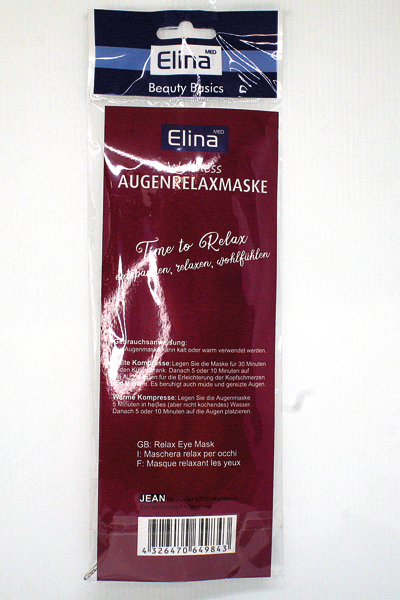 Elina MED
Beauty Basics
Elina MED
AUGENRELAXMASKE
Time to Relax
entspannen, relaxen, wohlfühlen
Gebrauchsanwendung:
Augenmaske kann kalt oder warm verwendet werden.
Kompresse: Legen Sie die Maske für 30 Minuten
Danach 5 oder 10 Minuten auf
für die Erleichterung der Kopfschmerzen
Es beruhigt auch müde und gereizte Augen.
Warme Kompresse: Legen Sie die Augenmaske
5 Minuten in heißes (aber nicht kochendes) Wasser.
Danach 5 oder 10 Minuten auf die Augen platzieren.
GB: Relax Eye Mask
I: Maschera relax per occhi
F: Masque relaxant les yeux
JEAN
4 326470 649843